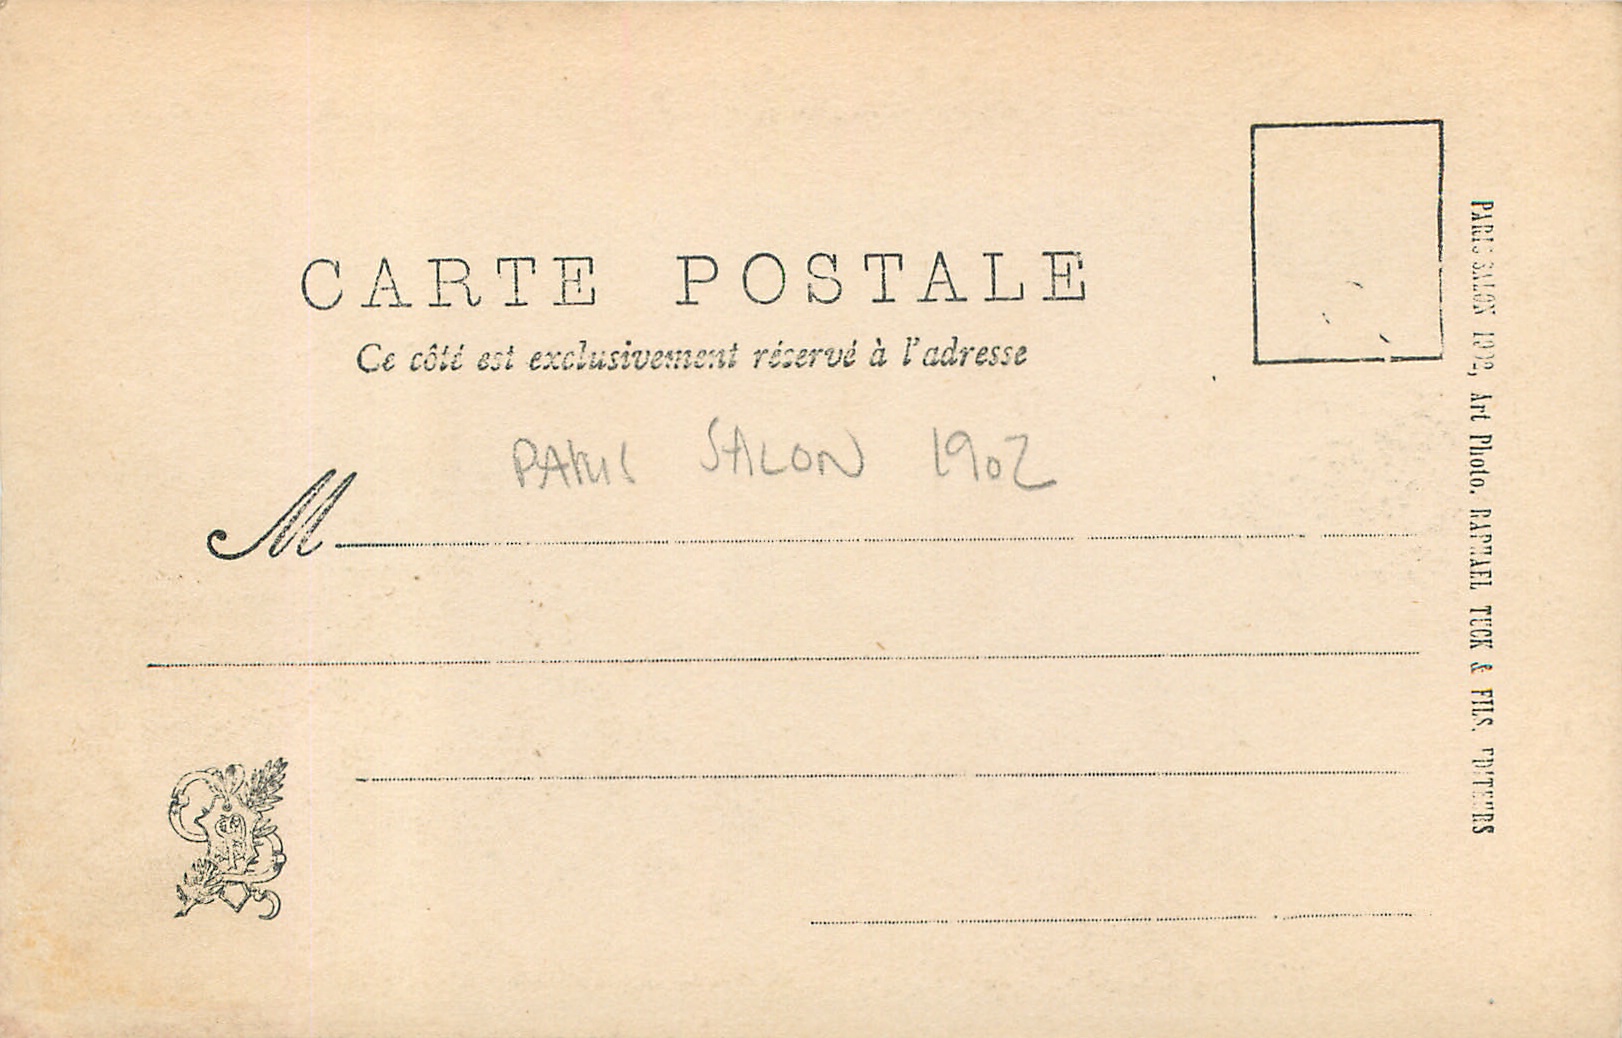 CARTE POSTALE
Ce côté est exclusivement réservé à l'adresse
PARIS SALON 1902
M
PARIS SALON 1902, Art Photo. RAPHAEL TUCK & FILS. EDITEURS